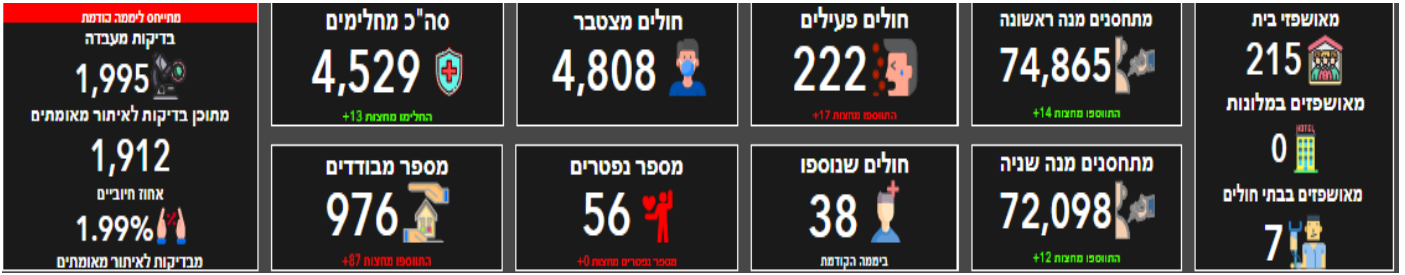 מתייחס ליממה קודמת
בדיקות מעבדה
1,995
מתוכן בדיקות לאיתור מאומתים
1,912
אחוז חיוביים
1.99%
מבדיקות לאיתור מאומתים
סה"כ מחלימים
4,529
החלימו מחצות 13+
מספר מבודדים
976
התווספו מחצות 87+
חולים מצטבר
4,808
מספר נפטרים
56
מספר נפטרים מחצות 0+
חולים פעילים
222
התווספו מחצות 17+
חולים שנוספו
38
ביממה הקודמת
מתחסנים מנה ראשונה
74,865
התווספו מחצות 14+
מתחסנים מנה שניה
72,098
התווספו מחצות 12+
מאושפזי בית
215
מאושפזים במלונות
HOTEL
0
מאושפזים בבתי חולים
7